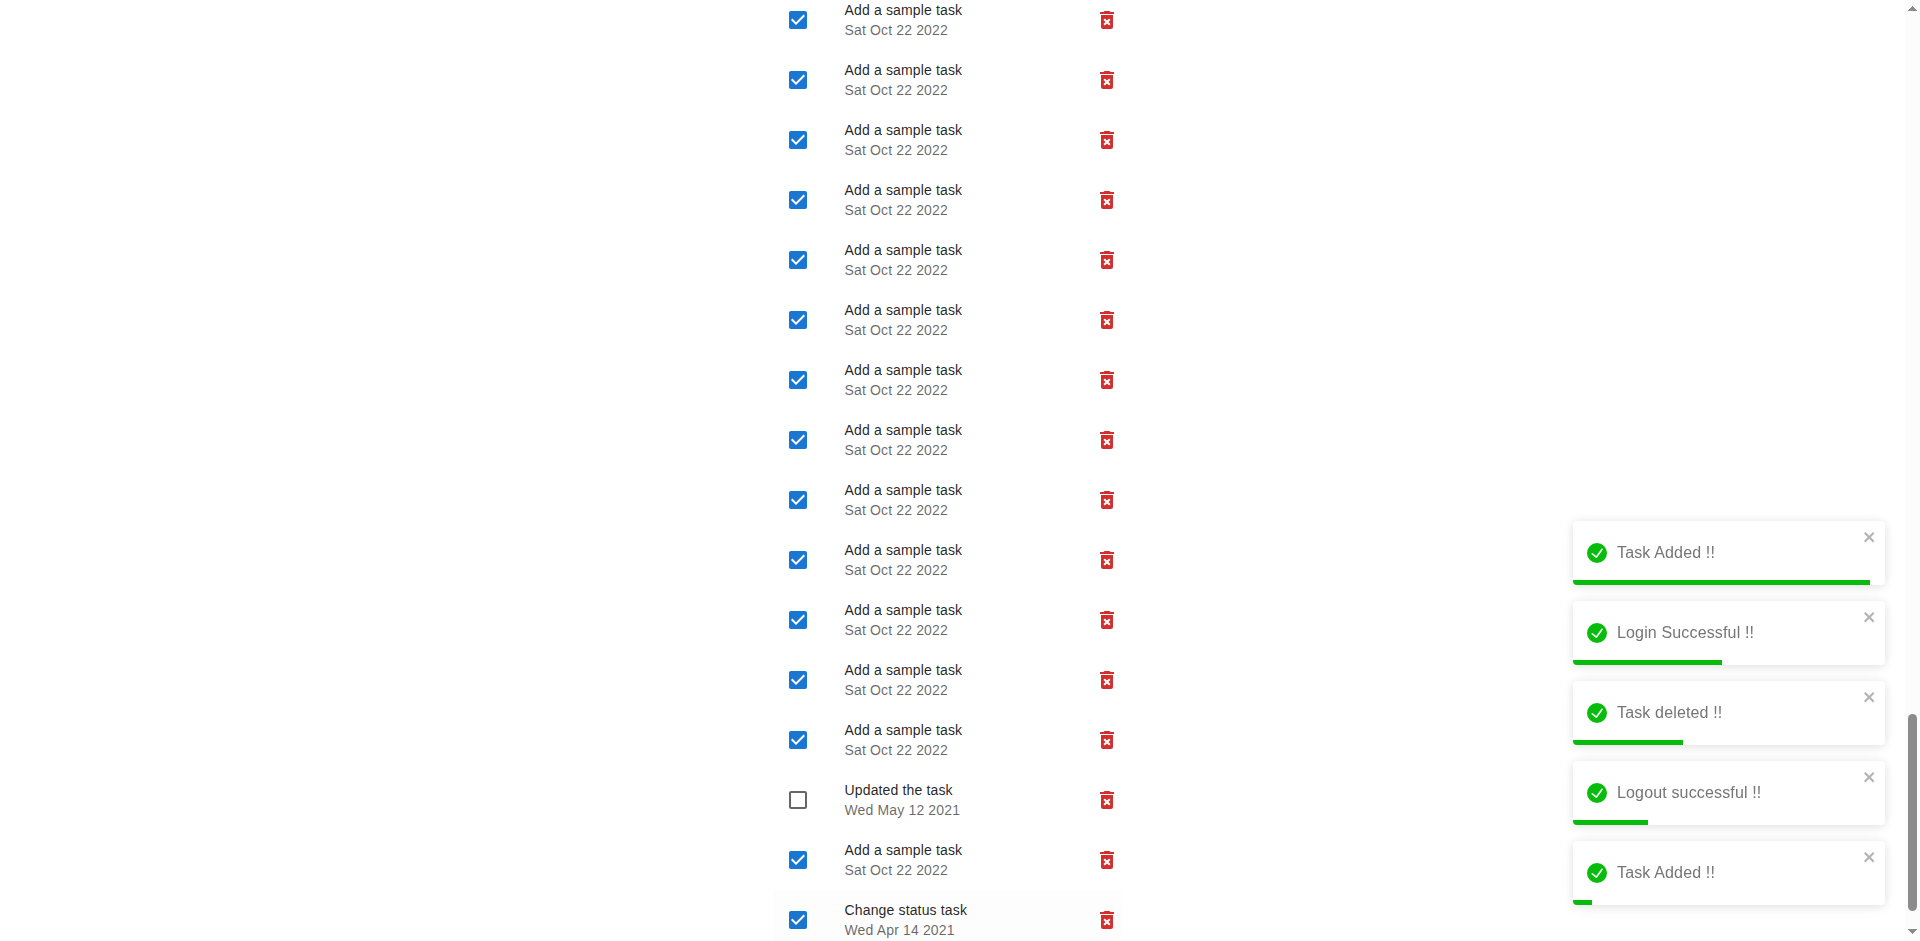 Add a sample task
Sat Oct 22 2022
Add a sample task
Sat Oct 22 2022
Add a sample task
Sat Oct 22 2022
Add a sample task
Sat Oct 22 2022
Add a sample task
Sat Oct 22 2022
Add a sample task
Sat Oct 22 2022
Add a sample task
Sat Oct 22 2022
Add a sample task
Sat Oct 22 2022
Add a sample task
Sat Oct 22 2022
Add a sample task
Sat Oct 22 2022
Add a sample task
Sat Oct 22 2022
Add a sample task
Sat Oct 22 2022
Add a sample task
Sat Oct 22 2022
Updated the task
Wed May 12 2021
Add a sample task
Sat Oct 22 2022
Change status task
Wed Apr 14 2021
Task Added !!
Login Successful !!
Task deleted !!
Logout successful !!
Task Added !!